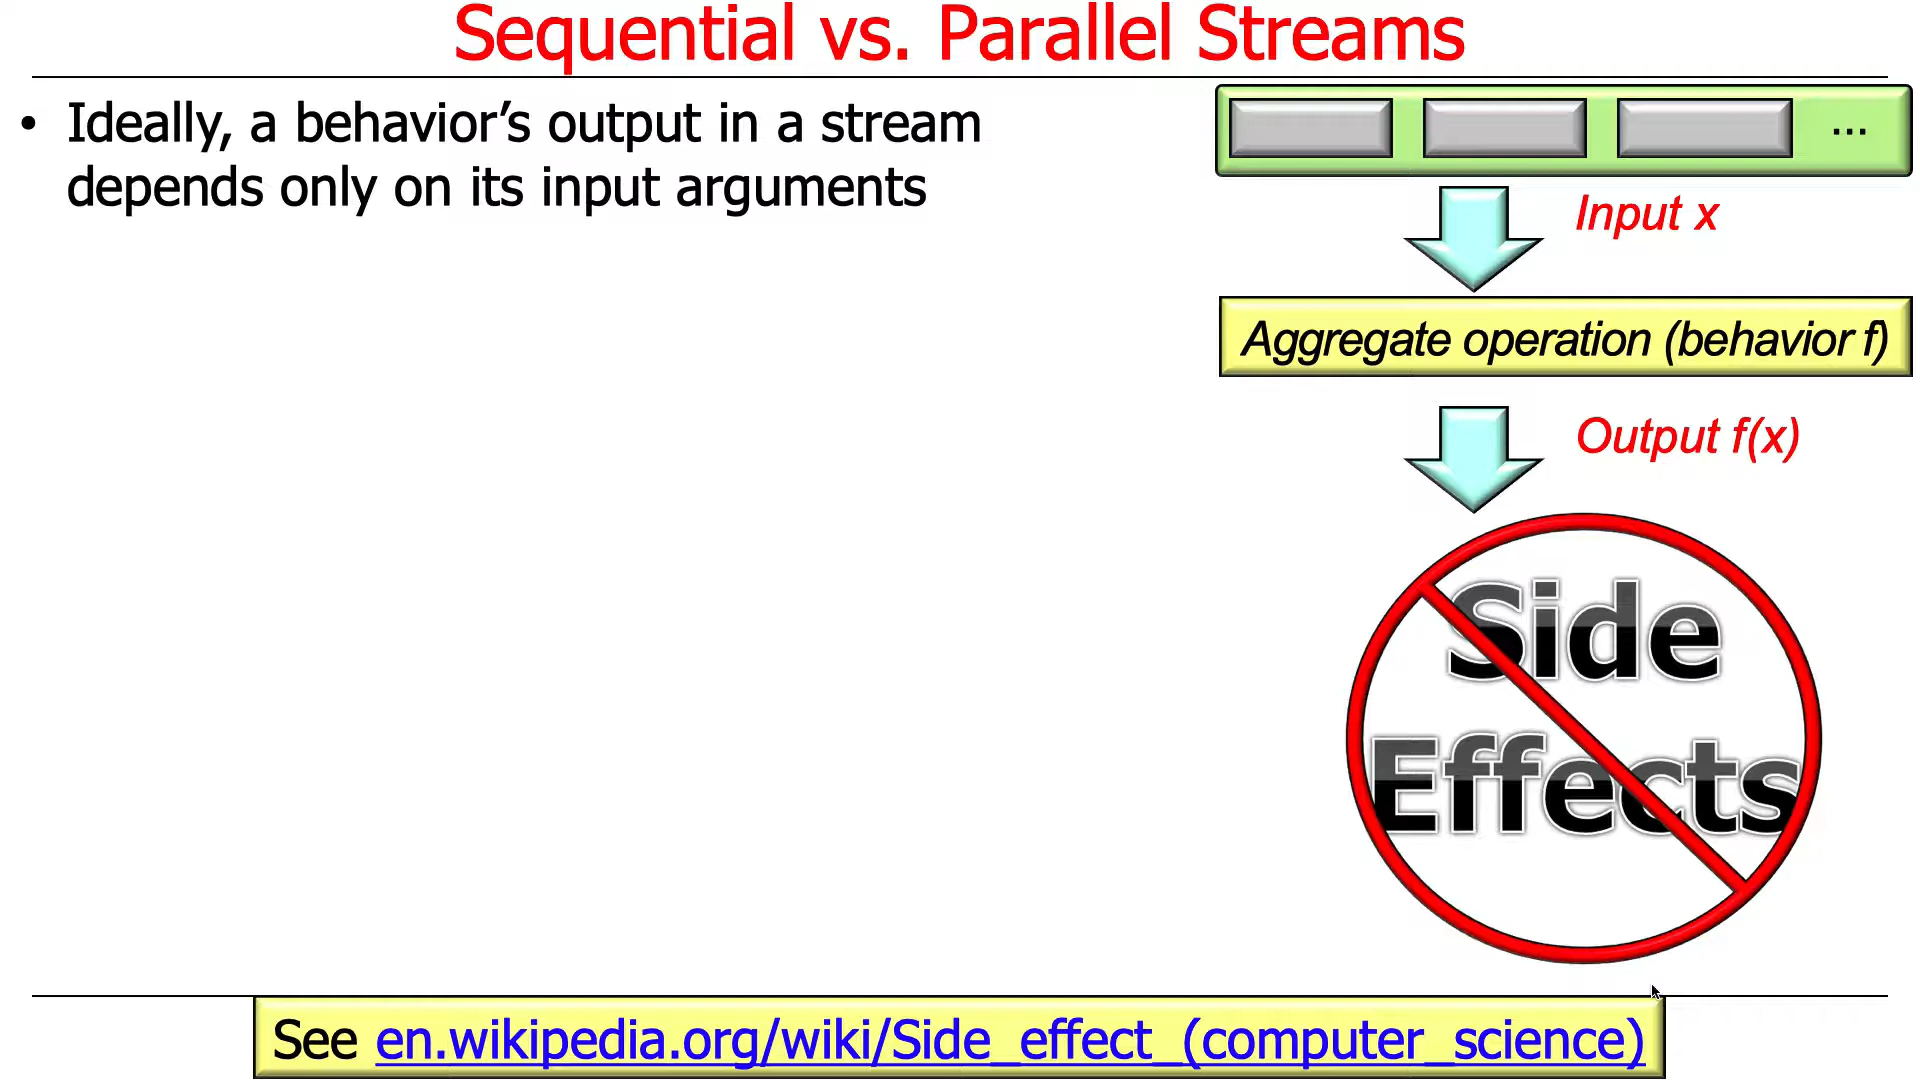 Sequential vs. Parallel Streams
• Ideally, a behavior’s output in a stream
depends only on its input arguments
...
Input x
Aggregate operation (behavior f)
Output f(x)
Side
Effects
See en.wikipedia.org/wiki/Side_effect_(computer_science)